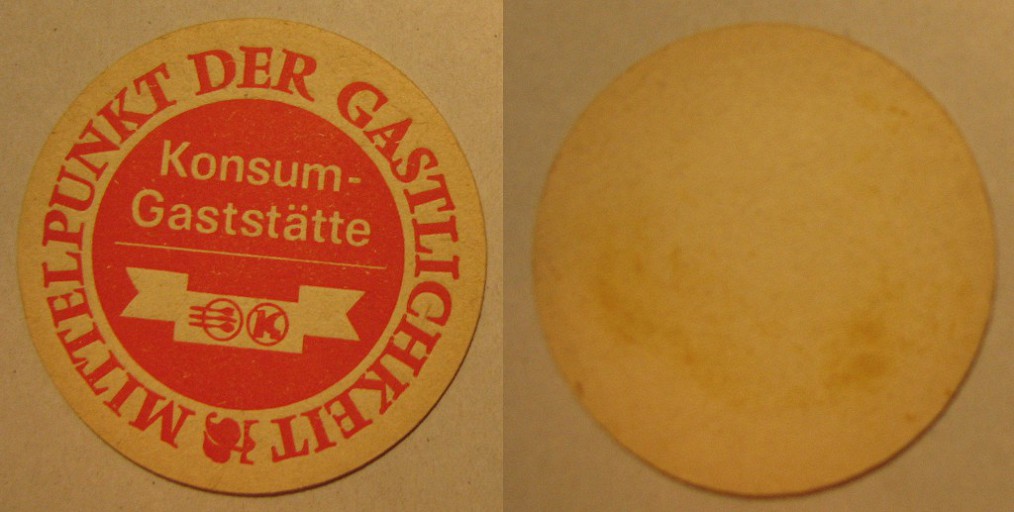 MITTELPUNKT DER GASTLICHKEIT
Konsum-
Gaststätte
K